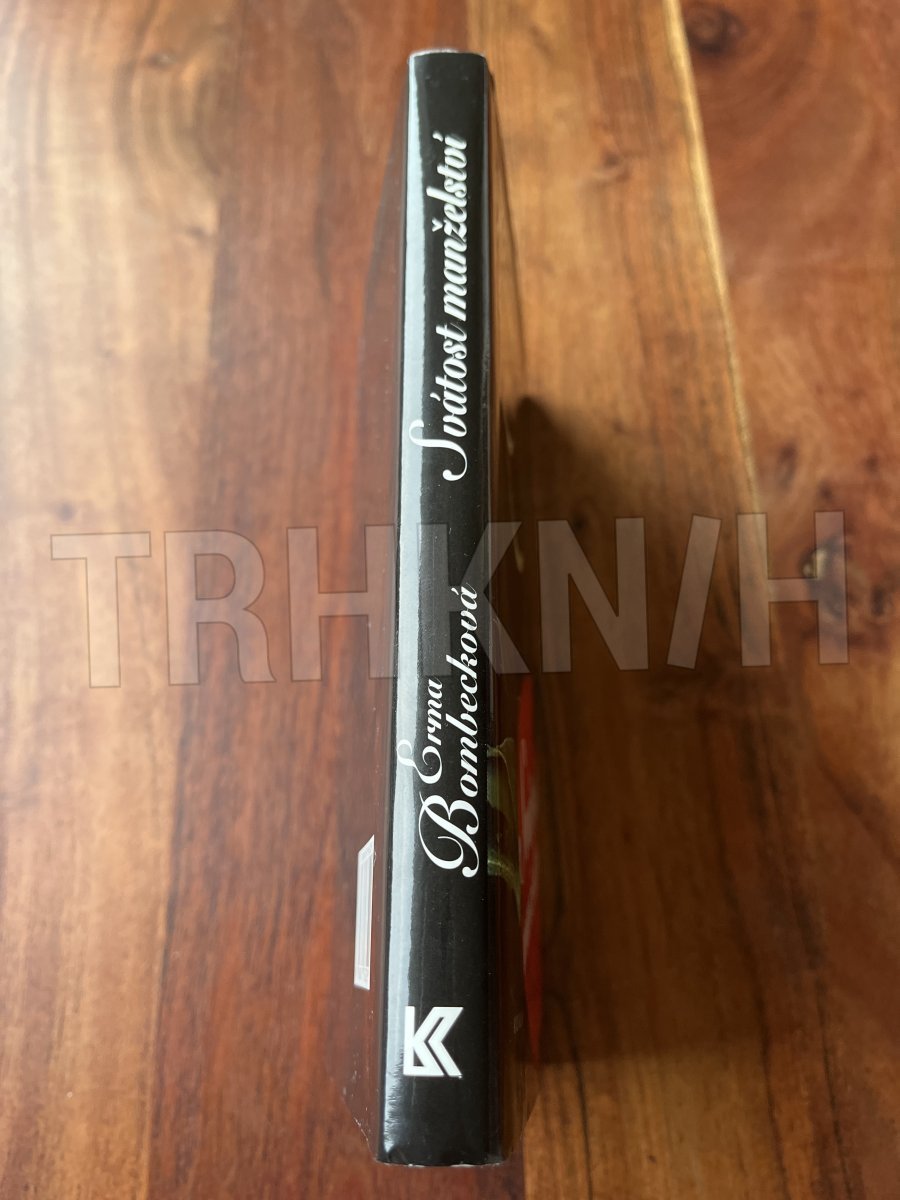 Erma
Bombecková
Svátost manželství
K
TRHKNIH